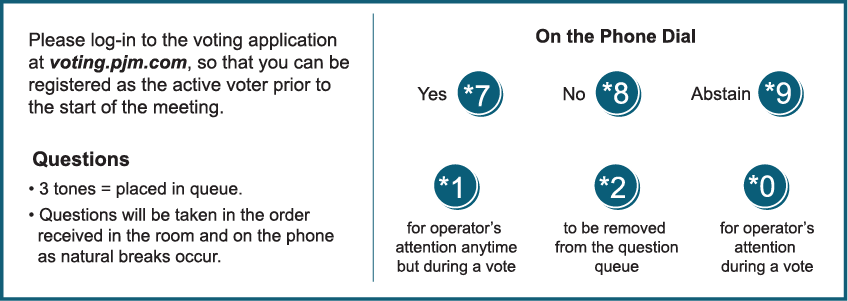 Please log-in to the voting application
at voting.pjm.com, so that you can be
registered as the active voter prior to
the start of the meeting.
Questions
• 3 tones = placed in queue.
• Questions will be taken in the order
received in the room and on the phone
as natural breaks occur.
On the Phone Dial
Yes *7 No *8 Abstain *9
*1
for operator's
attention anytime
but during a vote
*2
to be removed
from the question
queue
*0
for operator's
attention
during a vote